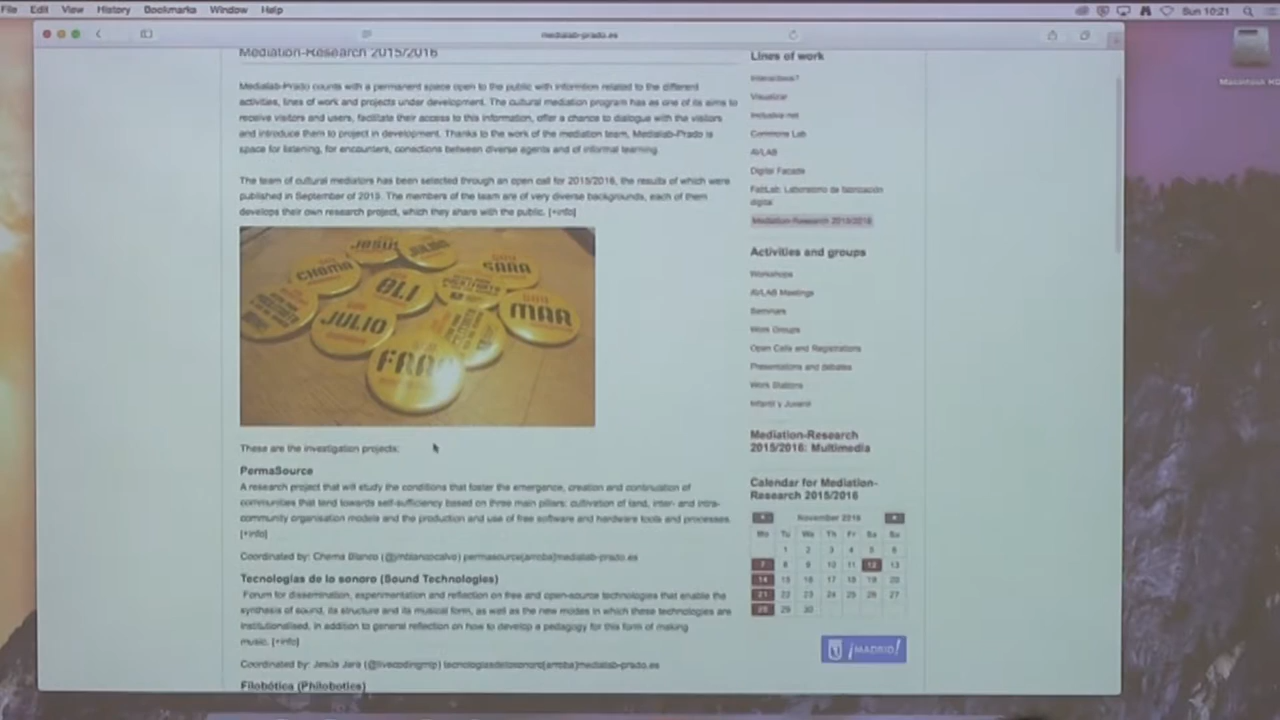 File Edit View History Bookmarks Window Help
Sun 10:21
medialab-prado.es
Macintosh HD
Mediation-Research 2015/2016
Medialab-Prado counts with a permanent space open to the public with information related to the different
activities, lines of work and projects under development. The cultural mediation program has as one of its aims to
receive visitors and users, facilitate their access to this information, offer a chance to dialogue with the visitors
and introduce them to project in development. Thanks to the work of the mediation team, Medialab-Prado is
space for listening, for encounters, conections between diverse agents and of informal learning.
The team of cultural mediators has been selected through an open call for 2015/2016, the results of which were
published in September of 2015. The members of the team are of very diverse backgrounds, each of them
develops their own research project, which they share with the public. [+info]
JESÚS
CHEMA
SARA
OLI
MAR
JULIO
FRAN
These are the investigation projects:
PermaSource
A research project that will study the conditions that foster the emergence, creation and continuation of
communities that tend towards self-sufficiency based on three main pillars: cultivation of land, inter- and intra-
community organisation models and the production and use of free software and hardware tools and processes.
[+info]
Coordinated by: Chema Blanco (@jmblancocalvo) permasource[arroba]medialab-prado.es
Tecnologías de lo sonoro (Sound Technologies)
Forum for dissemination, experimentation and reflection on free and open-source technologies that enable the
synthesis of sound, its structure and its musical form, as well as the new modes in which these technologies are
institutionalised, in addition to general reflection on how to develop a pedagogy for this form of making
music. [+info]
Coordinated by: Jesús Jara (@livecodingmp) tecnologiasdelosonoro[arroba]medialab-prado.es
Filobótica (Philobotics)
Lines of work
Interactivos?
Visualizar
Inclusiva-net
Commons Lab
AVLAB
Digital Facade
FabLab: Laboratorio de fabricación
digital
Mediation-Research 2015/2016
Activities and groups
Workshops
AVLAB Meetings
Seminars
Work Groups
Open Calls and Registrations
Presentations and debates
Work Stations
Infantil y Juvenil
Mediation-Research
2015/2016: Multimedia
Calendar for Mediation-
Research 2015/2016
November 2016
Mo Tu We Th Fr Sa Su
1 2 3 4 5 6
7 8 9 10 11 12 13
14 15 16 17 18 19 20
21 22 23 24 25 26 27
28 29 30
¡MADRID!